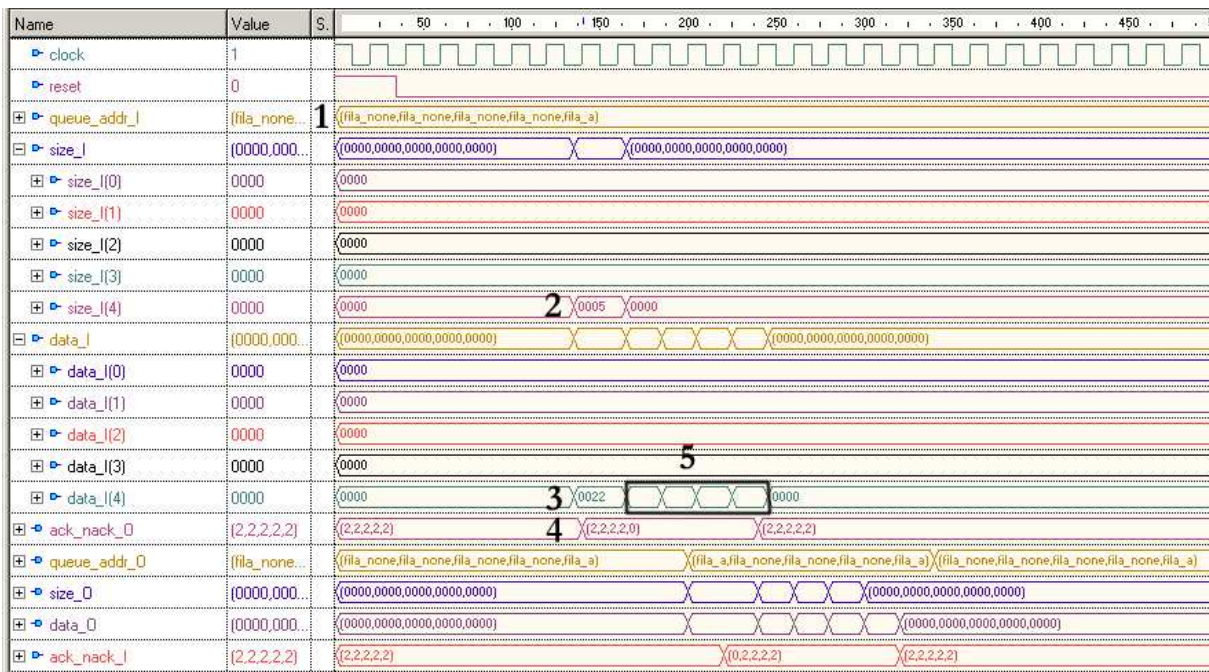 Name Value S. 50 100 150 200 250 300 350 400 450
clock 1
reset 0
queue_addr_I (fila_none... 1 (fila_none,fila_none,fila_none,fila_none,fila_a)
size_I (0000,000... (0000,0000,0000,0000,0000) (0000,0000,0000,0000,0000)
size_I(0) 0000 0000
size_I(1) 0000 0000
size_I(2) 0000 0000
size_I(3) 0000 0000
size_I(4) 0000 0000 2 0005 0000
data_I (0000,000... (0000,0000,0000,0000,0000) (0000,0000,0000,0000,0000)
data_I(0) 0000 0000
data_I(1) 0000 0000
data_I(2) 0000 0000
data_I(3) 0000 0000 5
data_I(4) 0000 0000 3 0022 0000
ack_nack_O (2,2,2,2,2) (2,2,2,2,2) 4 (2,2,2,2,0) (2,2,2,2,2)
queue_addr_O (fila_none... (fila_none,fila_none,fila_none,fila_none,fila_a) (fila_a,fila_none,fila_none,fila_none,fila_a) (fila_none,fila_none,fila_none,fila_none,fila_a)
size_O (0000,000... (0000,0000,0000,0000,0000) (0000,0000,0000,0000,0000)
data_O (0000,000... (0000,0000,0000,0000,0000) (0000,0000,0000,0000,0000)
ack_nack_I (2,2,2,2,2) (2,2,2,2,2) (0,2,2,2,2) (2,2,2,2,2)